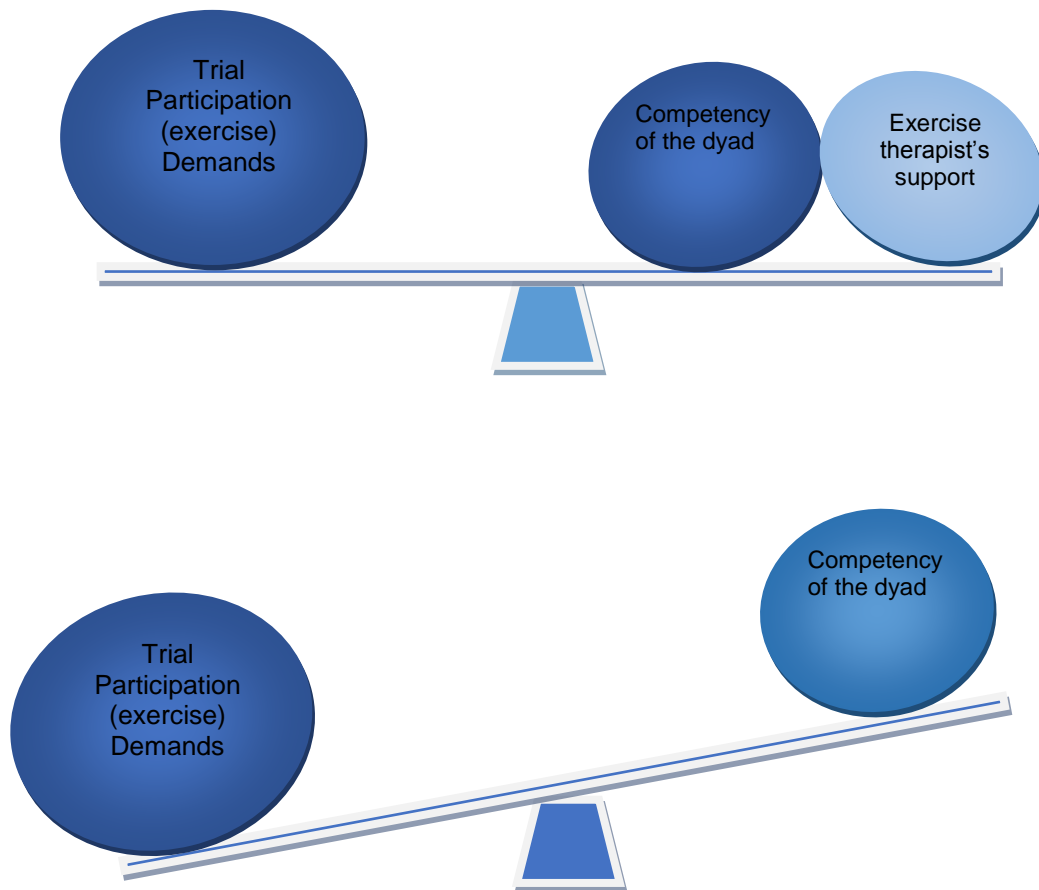 Trial
Participation
(exercise)
Demands
Competency
of the dyad
Exercise
therapist's
support
Competency
of the dyad
Trial
Participation
(exercise)
Demands